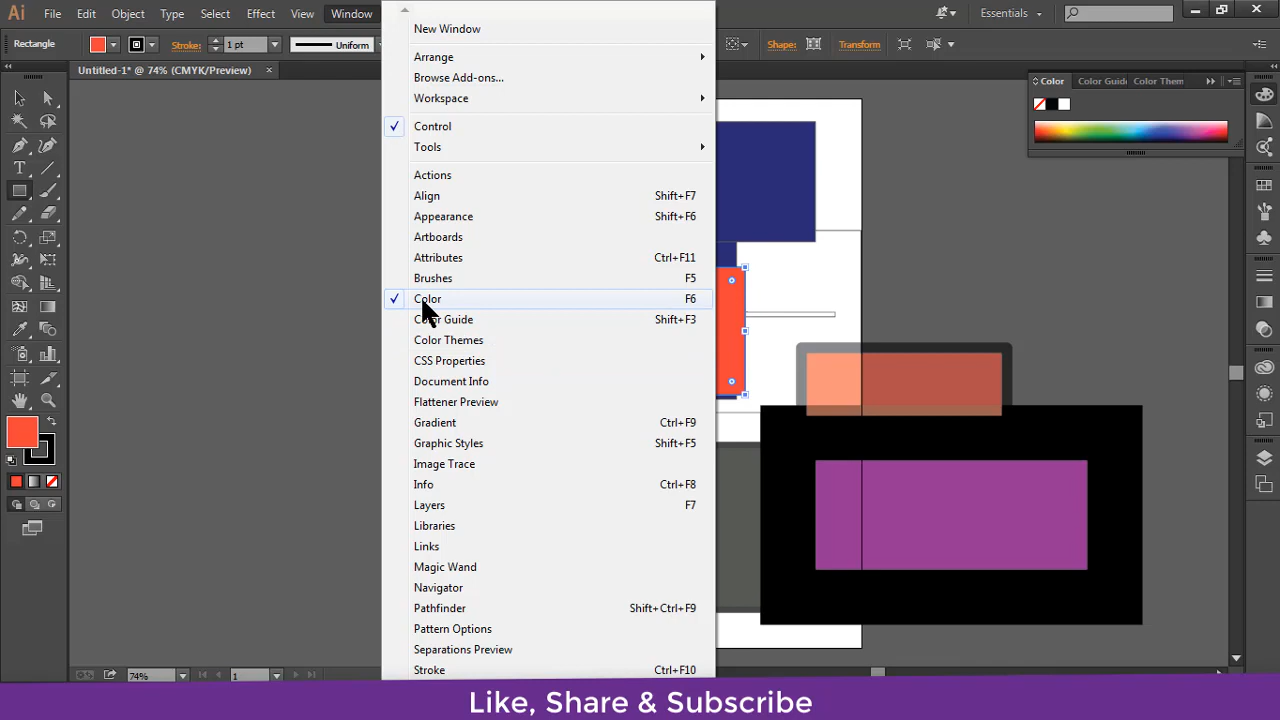 Ai File Edit Object Type Select Effect View Window Essentials
Rectangle Stroke: 1 pt Uniform Shape: Transform
Untitled-1* @ 74% (CMYK/Preview) ×
New Window
Arrange
Browse Add-ons...
Workspace
Control
Tools
Actions
Align Shift+F7
Appearance Shift+F6
Artboards
Attributes Ctrl+F11
Brushes F5
Color F6
Color Guide Shift+F3
Color Themes
CSS Properties
Document Info
Flattener Preview
Gradient Ctrl+F9
Graphic Styles Shift+F5
Image Trace
Info Ctrl+F8
Layers F7
Libraries
Links
Magic Wand
Navigator
Pathfinder Shift+Ctrl+F9
Pattern Options
Separations Preview
Stroke Ctrl+F10
Color Color Guid Color Them
74% 1
Like, Share & Subscribe